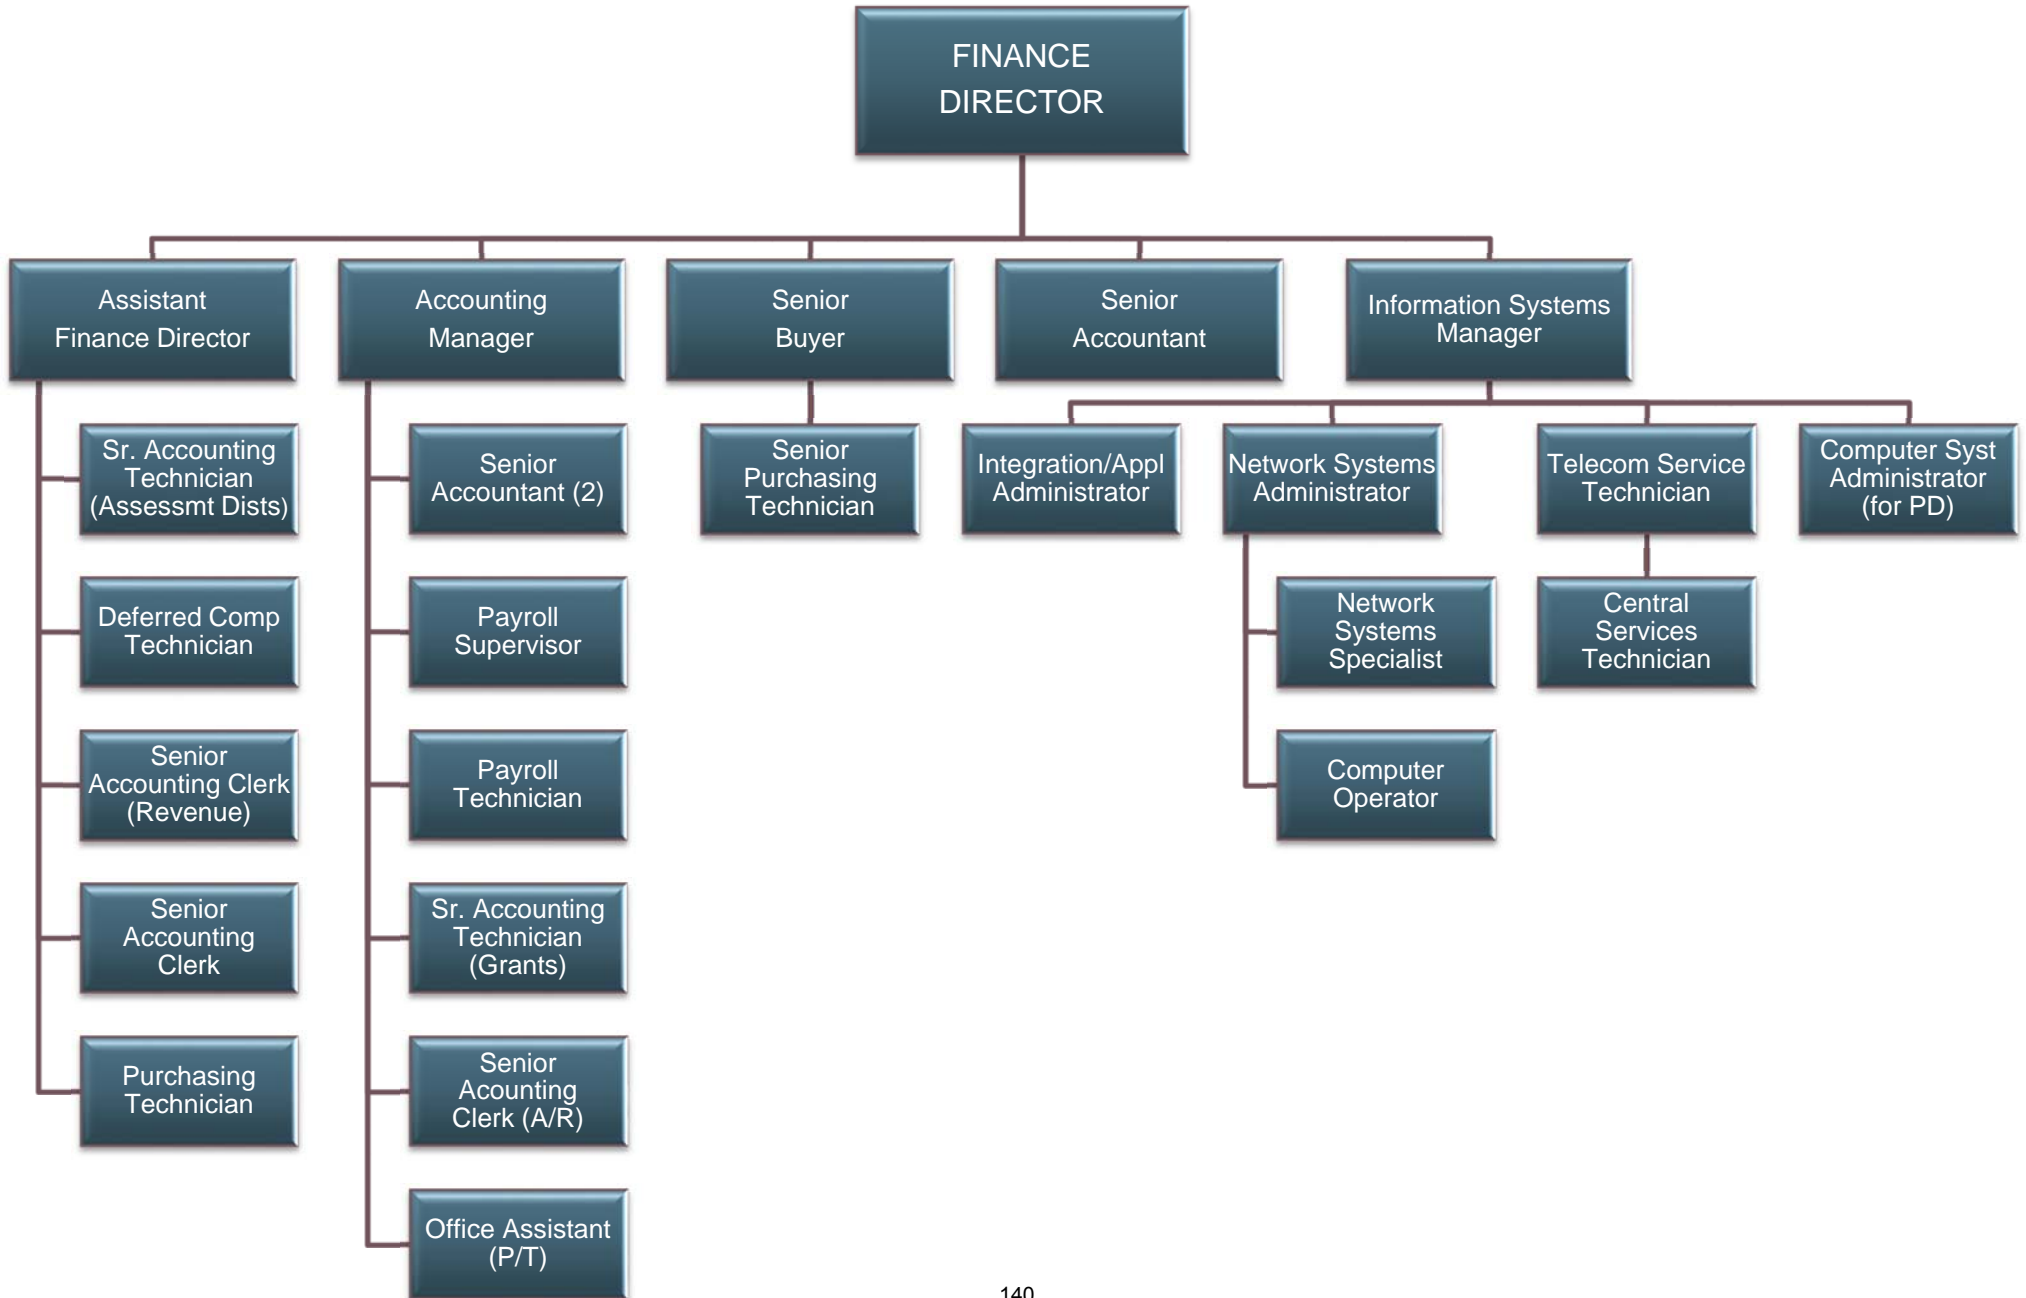 FINANCE
DIRECTOR
Assistant
Finance Director
Accounting
Manager
Senior
Buyer
Senior
Accountant
Information Systems
Manager
Sr. Accounting
Technician
(Assessmt Dists)
Deferred Comp
Technician
Senior
Accounting Clerk
(Revenue)
Senior
Accounting
Clerk
Purchasing
Technician
Senior
Accountant (2)
Payroll
Supervisor
Payroll
Technician
Sr. Accounting
Technician
(Grants)
Senior
Acounting
Clerk (A/R)
Office Assistant
(P/T)
Senior
Purchasing
Technician
Integration/Appl
Administrator
Network Systems
Administrator
Network
Systems
Specialist
Computer
Operator
Telecom Service
Technician
Central
Services
Technician
Computer Syst
Administrator
(for PD)
140